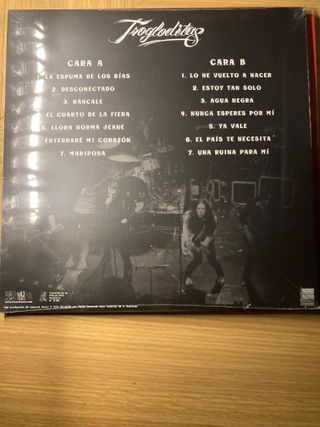 Trogloditas
CARA A
1. LA ESPUMA DE LOS DÍAS
2. DESCONECTADO
3. RÁSCALE
4. EL CUARTO DE LA FIERA
5. LLORA NORMA JEANE
ENTERRARÉ MI CORAZÓN
7. MARIPOSA
CARA B
1. LO HE VUELTO A NACER
2. ESTOY TAN SOLO
3. AGUA NEGRA
4. NUNCA ESPERES POR MÍ
5. YA VALE
6. EL PAÍS TE NECESITA
7. UNA RUINA PARA MÍ